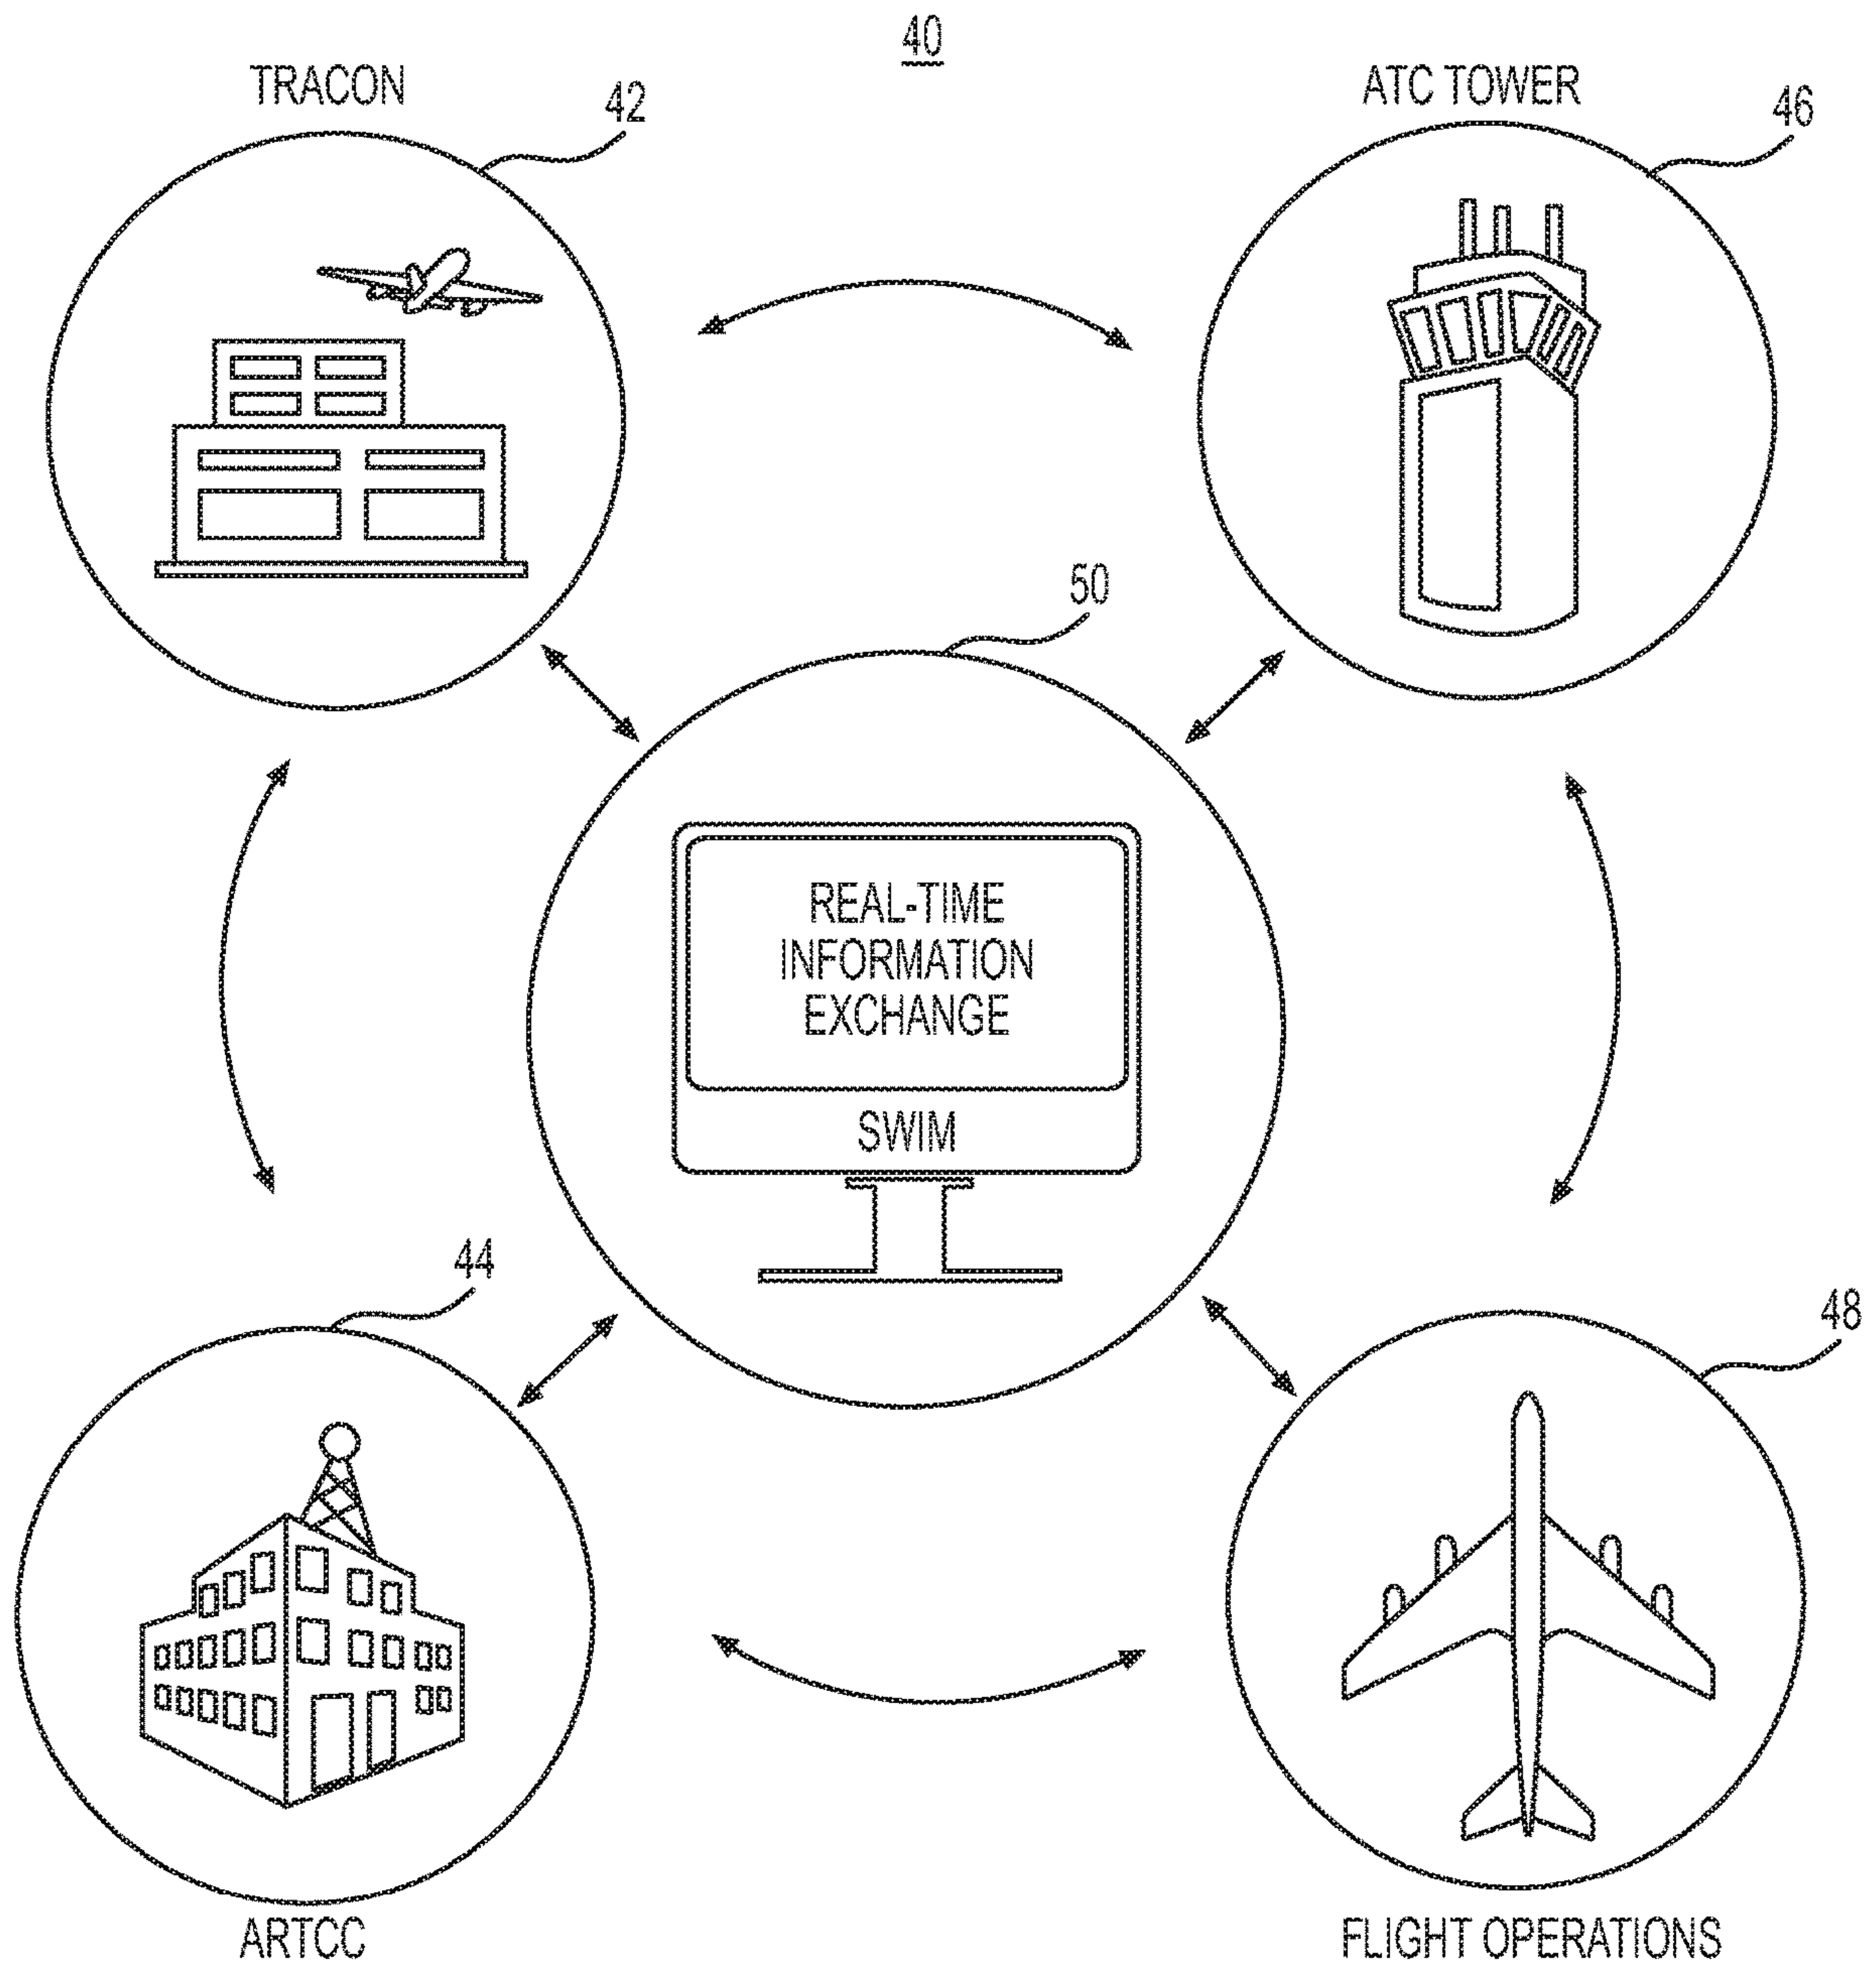 40
TRACON
42
ATC TOWER
46
50
REAL-TIME
INFORMATION
EXCHANGE
SWIM
44
48
ARTCC
FLIGHT OPERATIONS